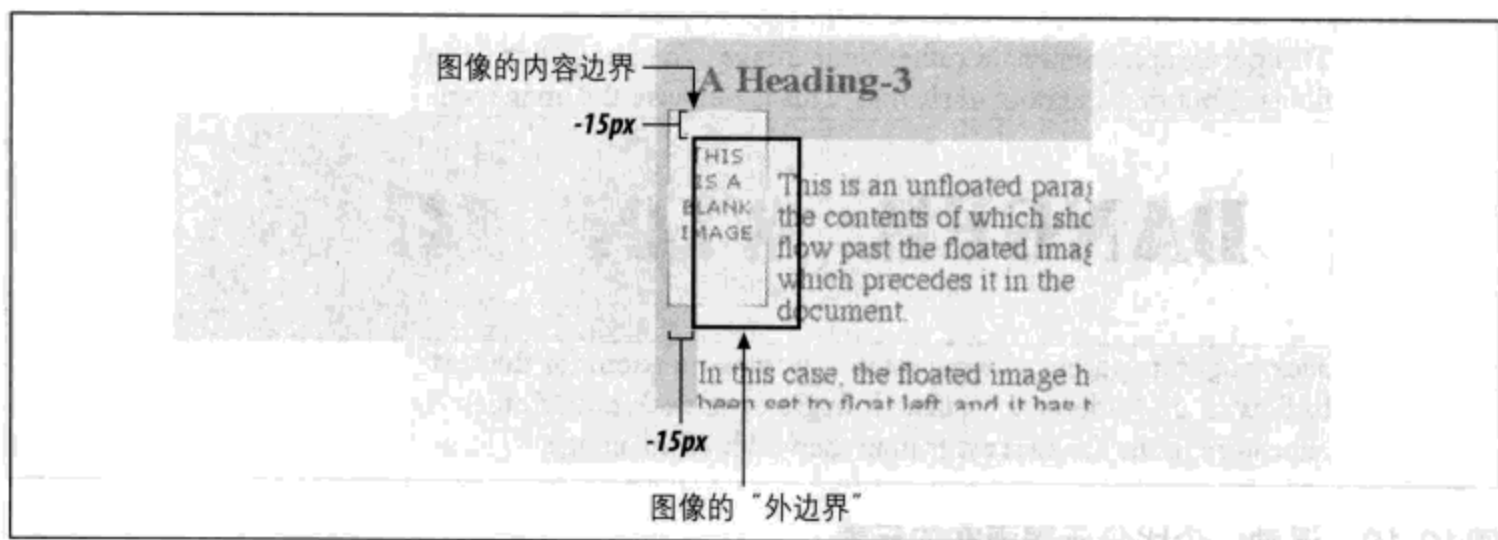 图像的内容边界
A Heading-3
-15px
THIS
IS A
BLANK
IMAGE
This is an unfloated para
the contents of which sho
flow past the floated imag
which precedes it in the
document.
In this case, the floated image h
been set to float left and it has t
-15px
图像的“外边界”